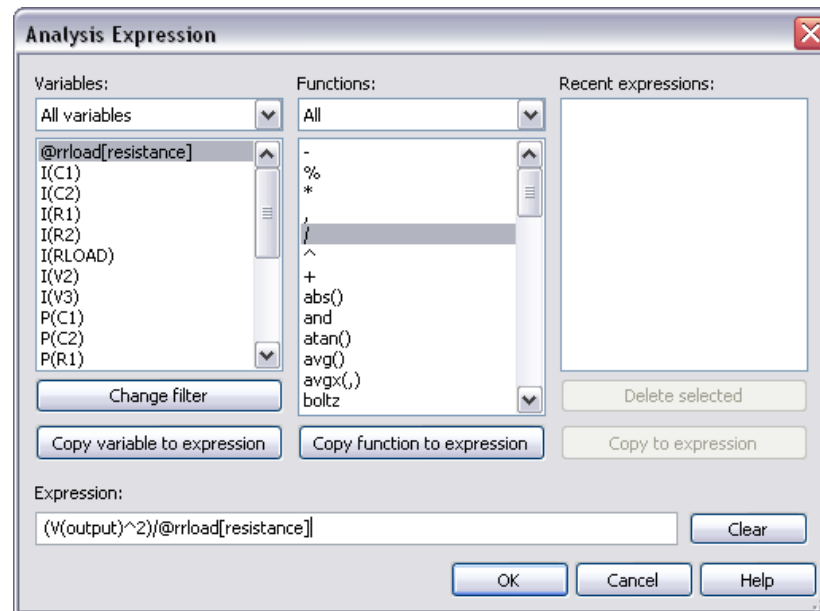 Analysis Expression
Variables:
All variables
@rrload[resistance]
I(C1)
I(C2)
I(R1)
I(R2)
I(RLOAD)
I(V2)
I(V3)
P(C1)
P(C2)
P(R1)
Change filter
Copy variable to expression
Functions:
All
-
%
*
,
/
^
+
abs()
and
atan()
avg()
avgx(,)
boltz
Copy function to expression
Recent expressions:
Delete selected
Copy to expression
Expression:
(V(output)^2)/@rrload[resistance]
Clear
OK
Cancel
Help